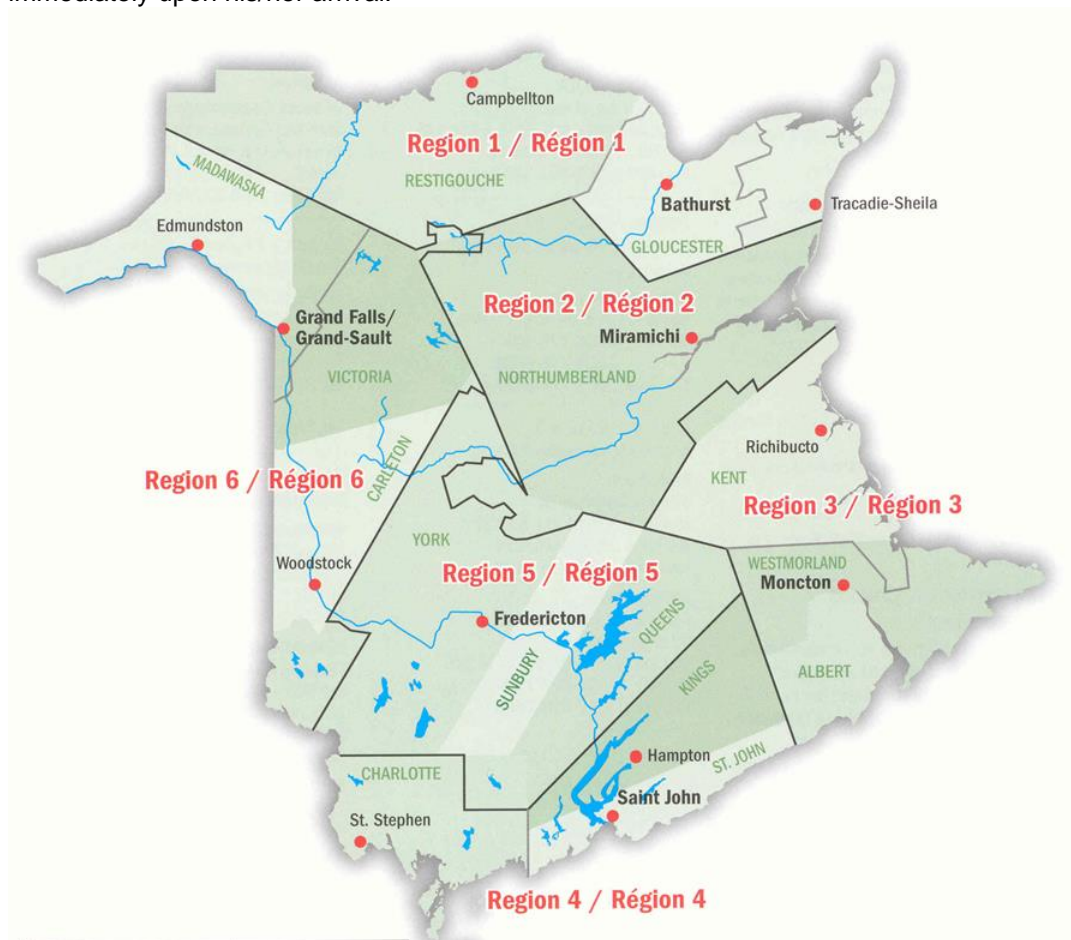 Campbellton
Region 1 / Région 1
MADAWASKA
RESTIGOUCHE
Bathurst
Tracadie-Sheila
Edmundston
GLOUCESTER
Region 2 / Région 2
Grand Falls/
Grand-Sault
Miramichi
VICTORIA
NORTHUMBERLAND
Richibucto
CARLETON
KENT
Region 6 / Région 6
Region 3 / Région 3
YORK
Woodstock
WESTMORLAND
Region 5 / Région 5
Moncton
Fredericton
QUEENS
SUNBURY
KINGS
ALBERT
Hampton
ST. JOHN
CHARLOTTE
Saint John
St. Stephen
Region 4 / Région 4